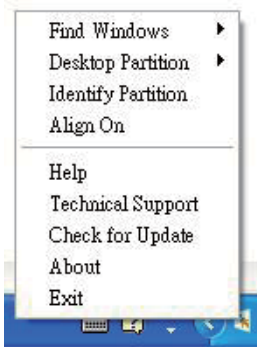 Find Windows
Desktop Partition
Identify Partition
Align On
Help
Technical Support
Check for Update
About
Exit